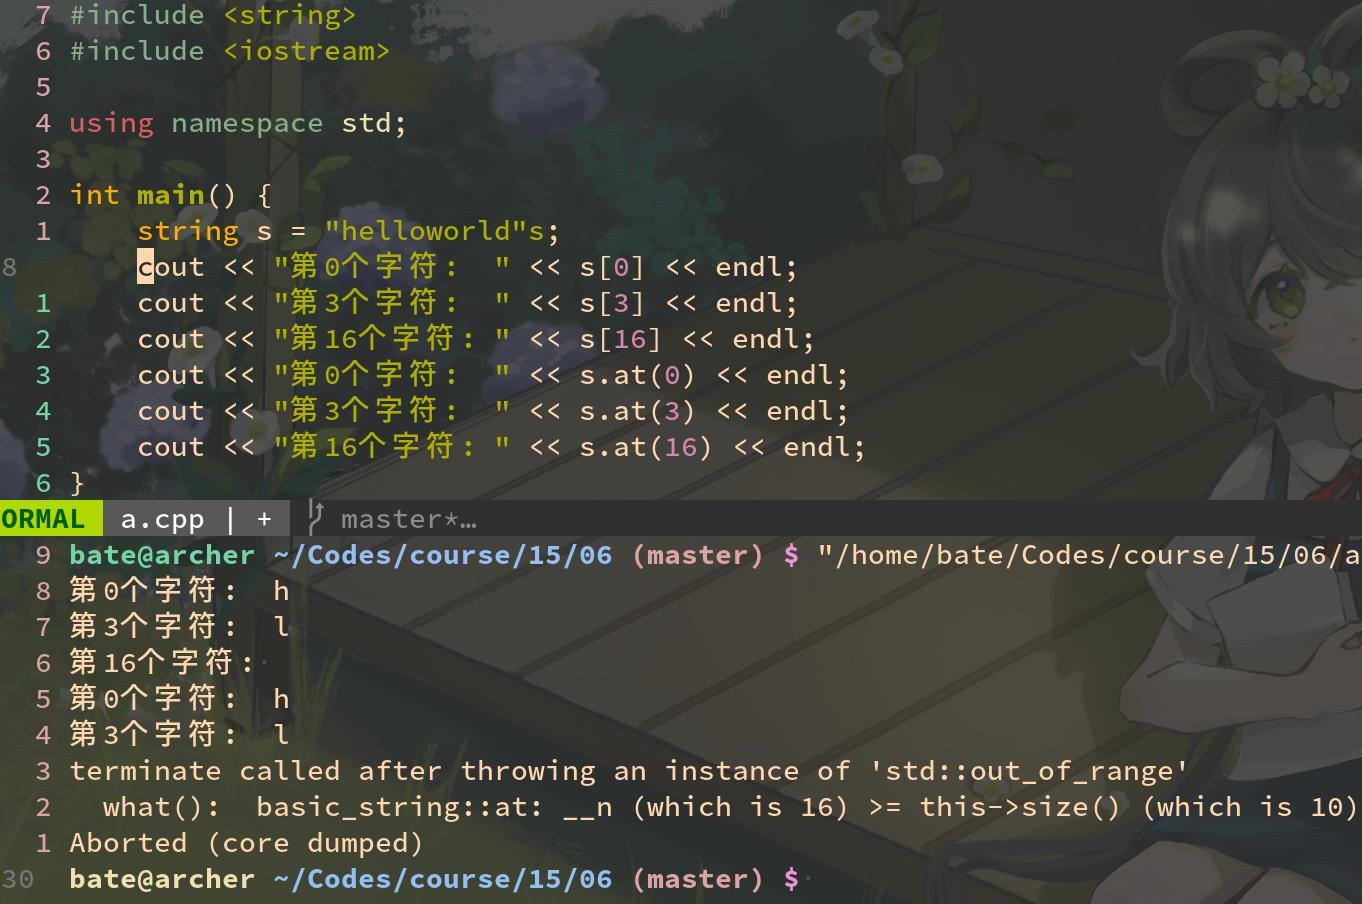 7 #include <string>
6 #include <iostream>
5
4 using namespace std;
3
2 int main() {
1     string s = "helloworld"s;
8     cout << "第0个字符： " << s[0] << endl;
1     cout << "第3个字符： " << s[3] << endl;
2     cout << "第16个字符：" << s[16] << endl;
3     cout << "第0个字符： " << s.at(0) << endl;
4     cout << "第3个字符： " << s.at(3) << endl;
5     cout << "第16个字符：" << s.at(16) << endl;
6 }
ORMAL a.cpp | + master*…
9 bate@archer ~/Codes/course/15/06 (master) $ "/home/bate/Codes/course/15/06/a
8 第0个字符： h
7 第3个字符： l
6 第16个字符：
5 第0个字符： h
4 第3个字符： l
3 terminate called after throwing an instance of 'std::out_of_range'
2   what():  basic_string::at: __n (which is 16) >= this->size() (which is 10)
1 Aborted (core dumped)
30 bate@archer ~/Codes/course/15/06 (master) $